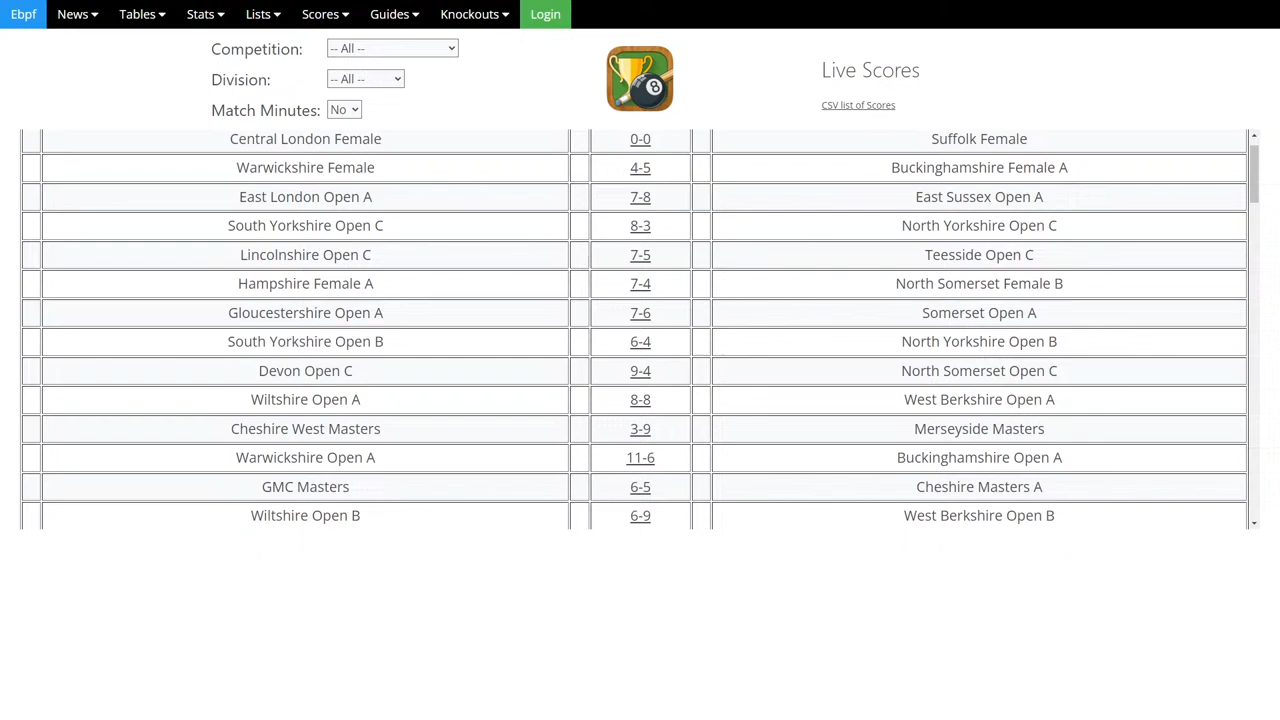 Ebpf News Tables Stats Lists Scores Guides Knockouts Login
Competition: -- All --
Division: -- All --
Match Minutes: No
8
Live Scores
CSV list of Scores
Central London Female 0-0 Suffolk Female
Warwickshire Female 4-5 Buckinghamshire Female A
East London Open A 7-8 East Sussex Open A
South Yorkshire Open C 8-3 North Yorkshire Open C
Lincolnshire Open C 7-5 Teesside Open C
Hampshire Female A 7-4 North Somerset Female B
Gloucestershire Open A 7-6 Somerset Open A
South Yorkshire Open B 6-4 North Yorkshire Open B
Devon Open C 9-4 North Somerset Open C
Wiltshire Open A 8-8 West Berkshire Open A
Cheshire West Masters 3-9 Merseyside Masters
Warwickshire Open A 11-6 Buckinghamshire Open A
GMC Masters 6-5 Cheshire Masters A
Wiltshire Open B 6-9 West Berkshire Open B